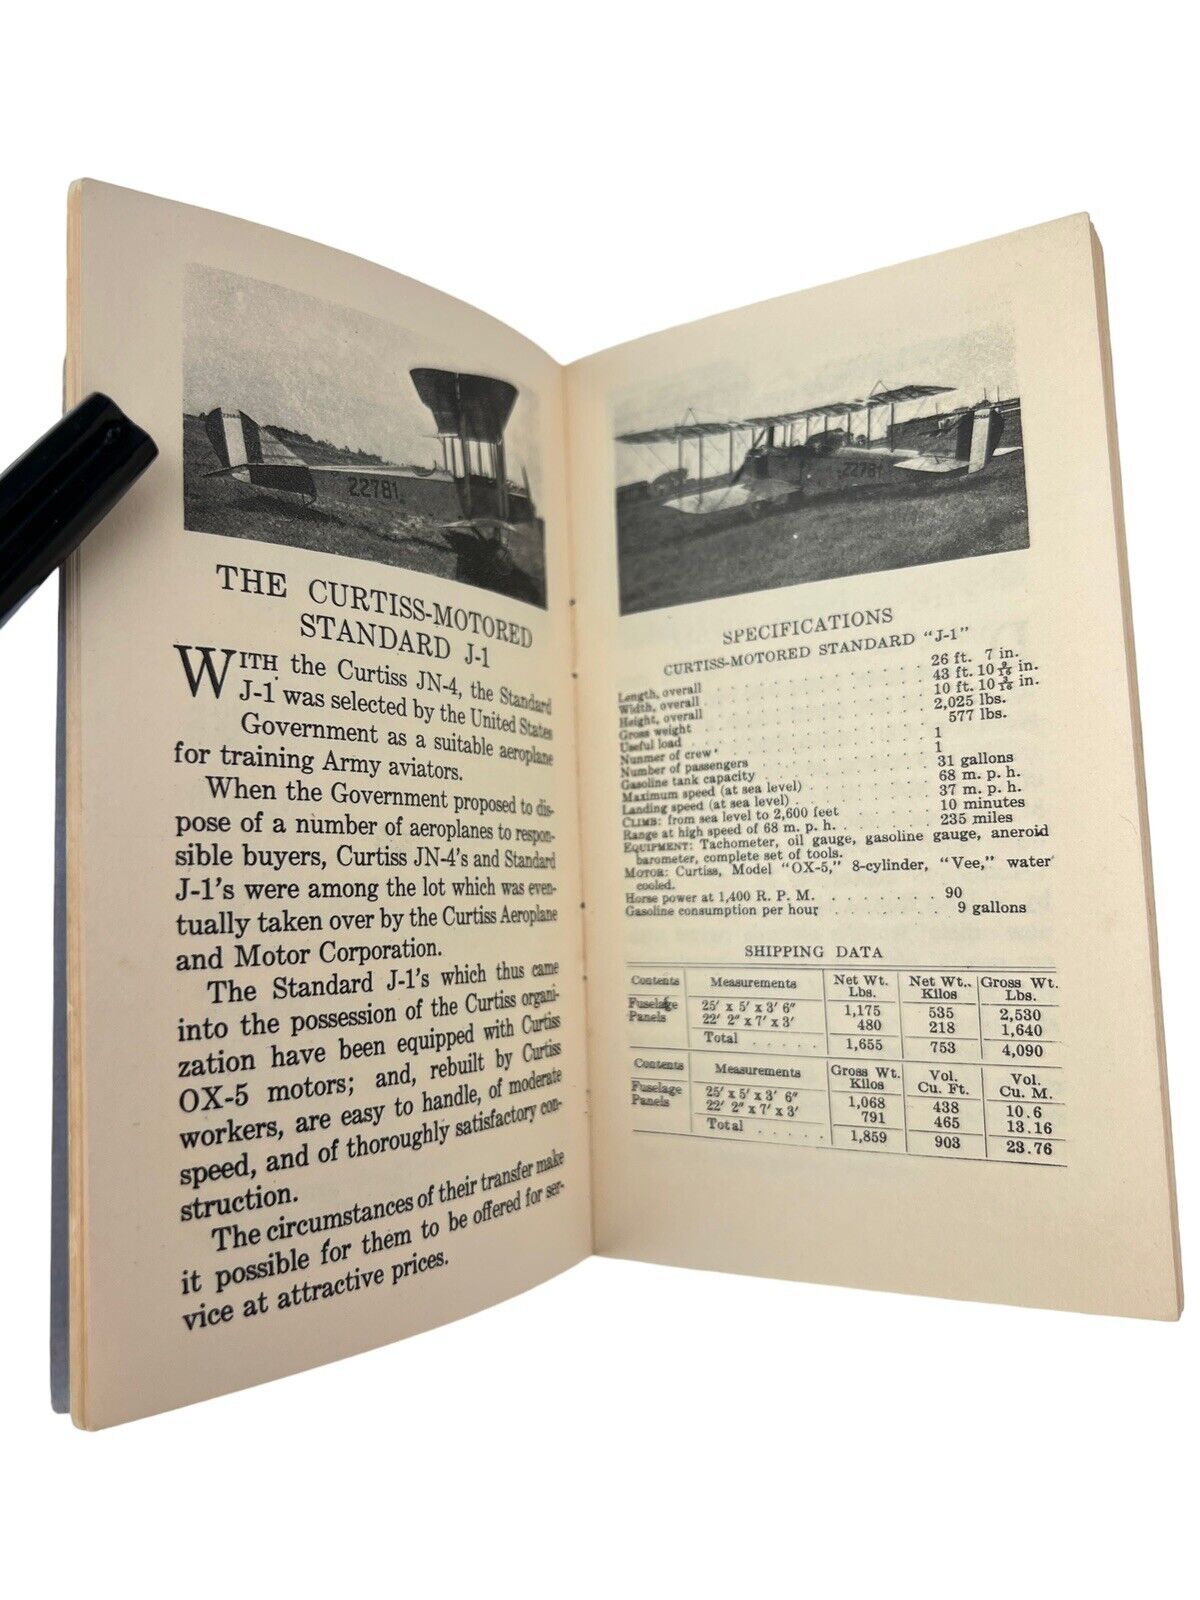 22781
THE CURTISS-MOTORED
STANDARD J-1
WITH the Curtiss JN-4, the Standard
J-1 was selected by the United States
Government as a suitable aeroplane
for training Army aviators.
When the Government proposed to dis-
pose of a number of aeroplanes to respon-
sible buyers, Curtiss JN-4's and Standard
J-1's were among the lot which was even-
tually taken over by the Curtiss Aeroplane
and Motor Corporation.
The Standard J-1's which thus came
into the possession of the Curtiss organi-
zation have been equipped with Curtiss
OX-5 motors; and, rebuilt by Curtiss
workers, are easy to handle, of moderate
speed, and of thoroughly satisfactory con-
struction.
The circumstances of their transfer make
it possible for them to be offered for ser-
vice at attractive prices.
22781
SPECIFICATIONS
CURTISS-MOTORED STANDARD "J-1"
Length, overall . . . . . . . . . . 26 ft. 7 in.
Width, overall . . . . . . . . . . 43 ft. 10 9/16 in.
Height, overall . . . . . . . . . . 10 ft. 10 3/16 in.
Gross weight . . . . . . . . . . 2,025 lbs.
Useful load . . . . . . . . . . 577 lbs.
Nunmer of crew . . . . . . . . . . 1
Number of passengers . . . . . . . . . . 1
Gasoline tank capacity . . . . . . . . . . 31 gallons
Maximum speed (at sea level) . . . . . . . . 68 m. p. h.
Landing speed (at sea level) . . . . . . . . 37 m. p. h.
CLIMB: from sea level to 2,600 feet . . . . . . 10 minutes
Range at high speed of 68 m. p. h. . . . . . . 235 miles
EQUIPMENT: Tachometer, oil gauge, gasoline gauge, aneroid
barometer, complete set of tools.
MOTOR: Curtiss, Model "OX-5," 8-cylinder, "Vee," water
cooled.
Horse power at 1,400 R. P. M. . . . . . . . 90
Gasoline consumption per hour . . . . . . . 9 gallons
SHIPPING DATA
Contents Measurements Net Wt. Lbs. Net Wt. Kilos Gross Wt. Lbs.
Fuselage 25' x 5' x 3' 6" 1,175 535 2,530
Panels 22' 2" x 7' x 3' 480 218 1,640
Total . . . . . 1,655 753 4,090
Contents Measurements Gross Wt. Kilos Vol. Cu. Ft. Vol. Cu. M.
Fuselage 25' x 5' x 3' 6" 1,068 438 10.6
Panels 22' 2" x 7' x 3' 791 465 13.16
Total . . . . . 1,859 903 23.76